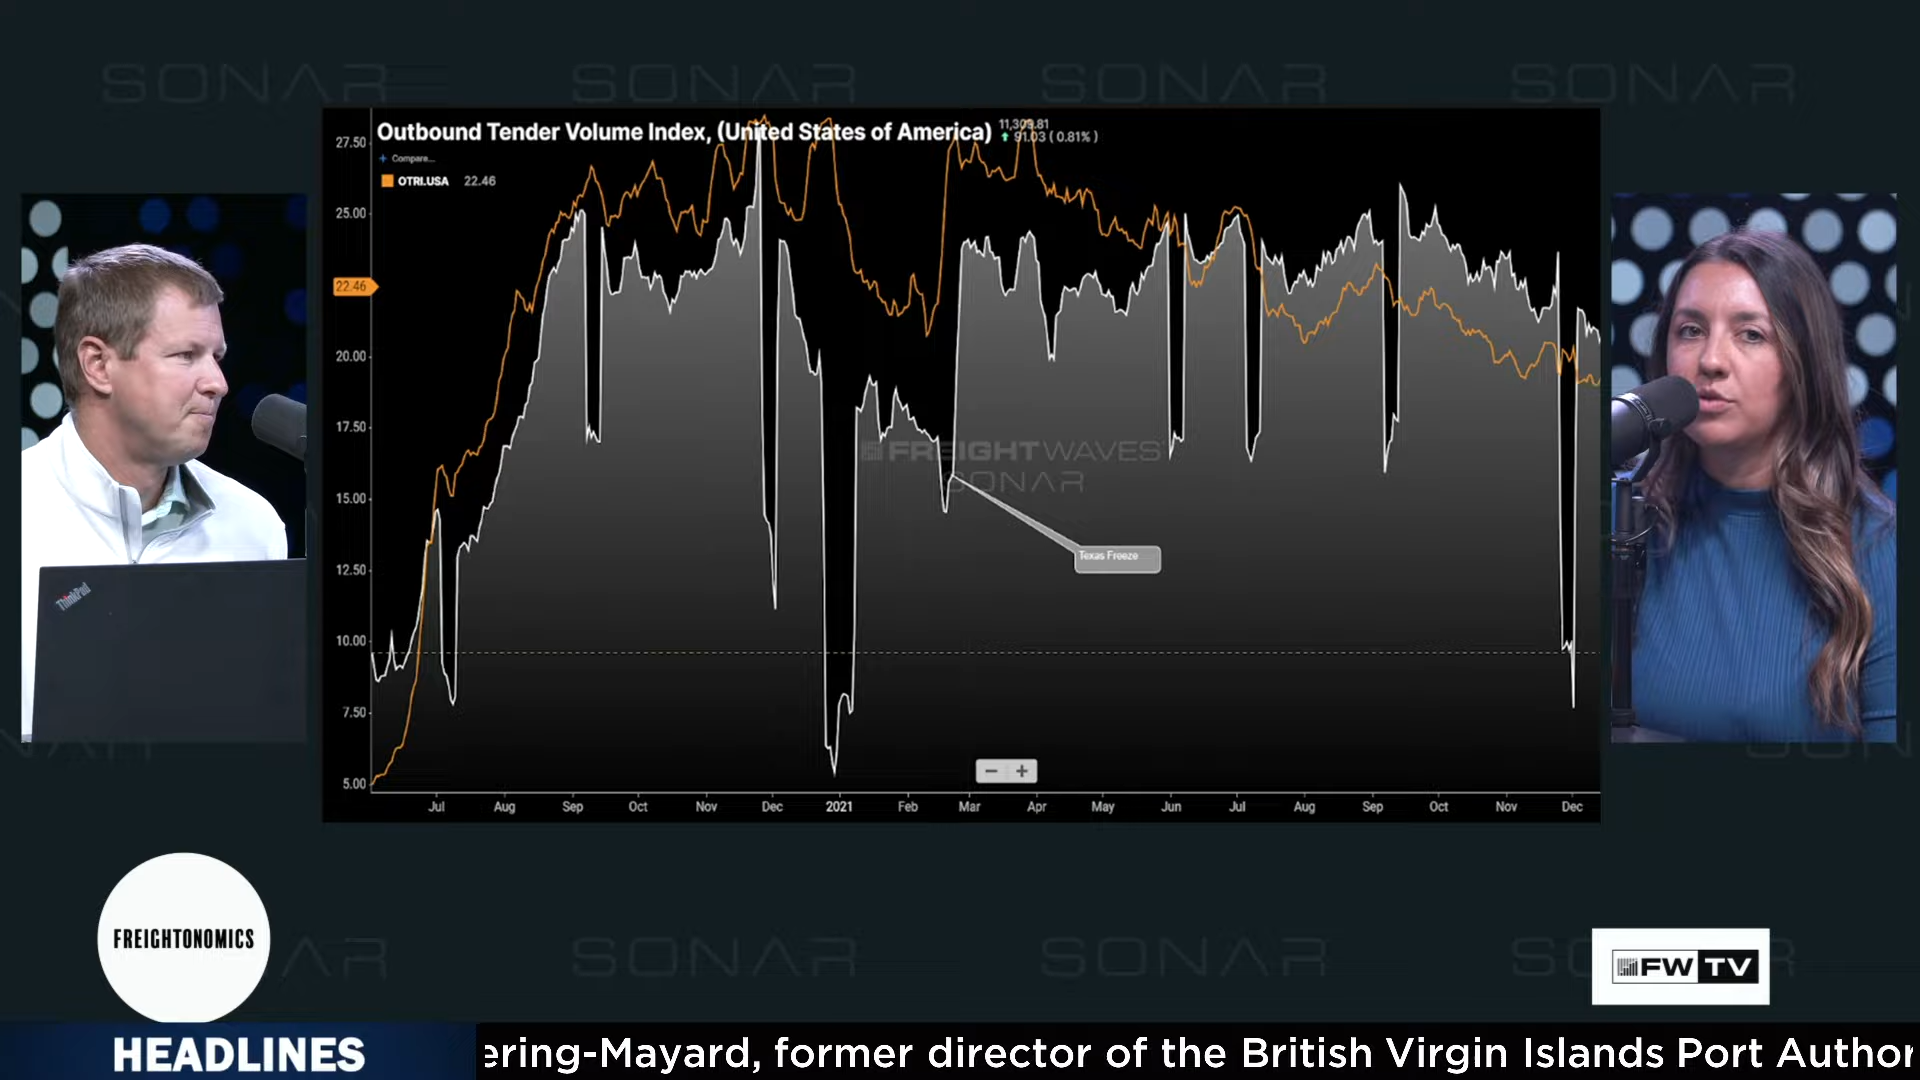 SONAR SONAR SONAR SONAR
Outbound Tender Volume Index, (United States of America)
11,309.81
91.03 ( 0.81% )
+ Compare...
OTRI.USA 22.46
27.50
25.00
22.46
20.00
17.50
15.00
12.50
10.00
7.50
5.00
FREIGHTWAVES
SONAR
Texas Freeze
− +
Jul Aug Sep Oct Nov Dec 2021 Feb Mar Apr May Jun Jul Aug Sep Oct Nov Dec
ThinkPad
FREIGHTONOMICS
SONAR SONAR
FW TV
HEADLINES
ering-Mayard, former director of the British Virgin Islands Port Author